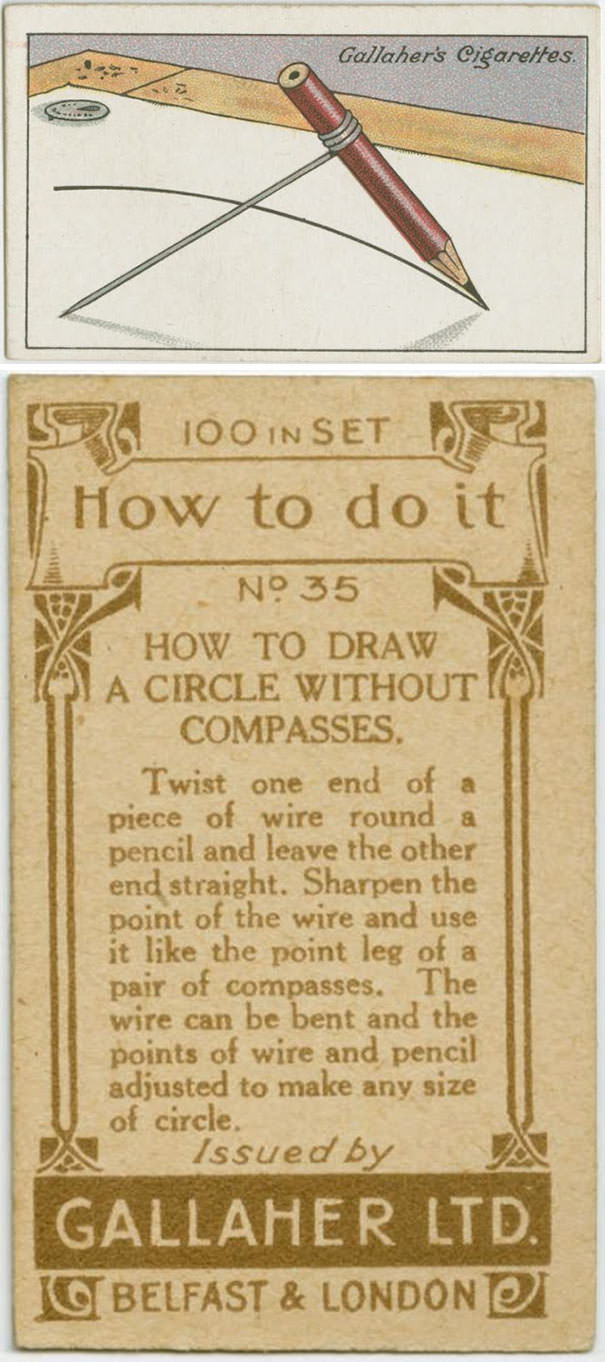 Gallaher's Cigarettes.
100 IN SET
How to do it
Nº 35
HOW TO DRAW
A CIRCLE WITHOUT
COMPASSES.
Twist one end of a
piece of wire round a
pencil and leave the other
end straight. Sharpen the
point of the wire and use
it like the point leg of a
pair of compasses. The
wire can be bent and the
points of wire and pencil
adjusted to make any size
of circle.
Issued by
GALLAHER LTD.
BELFAST & LONDON